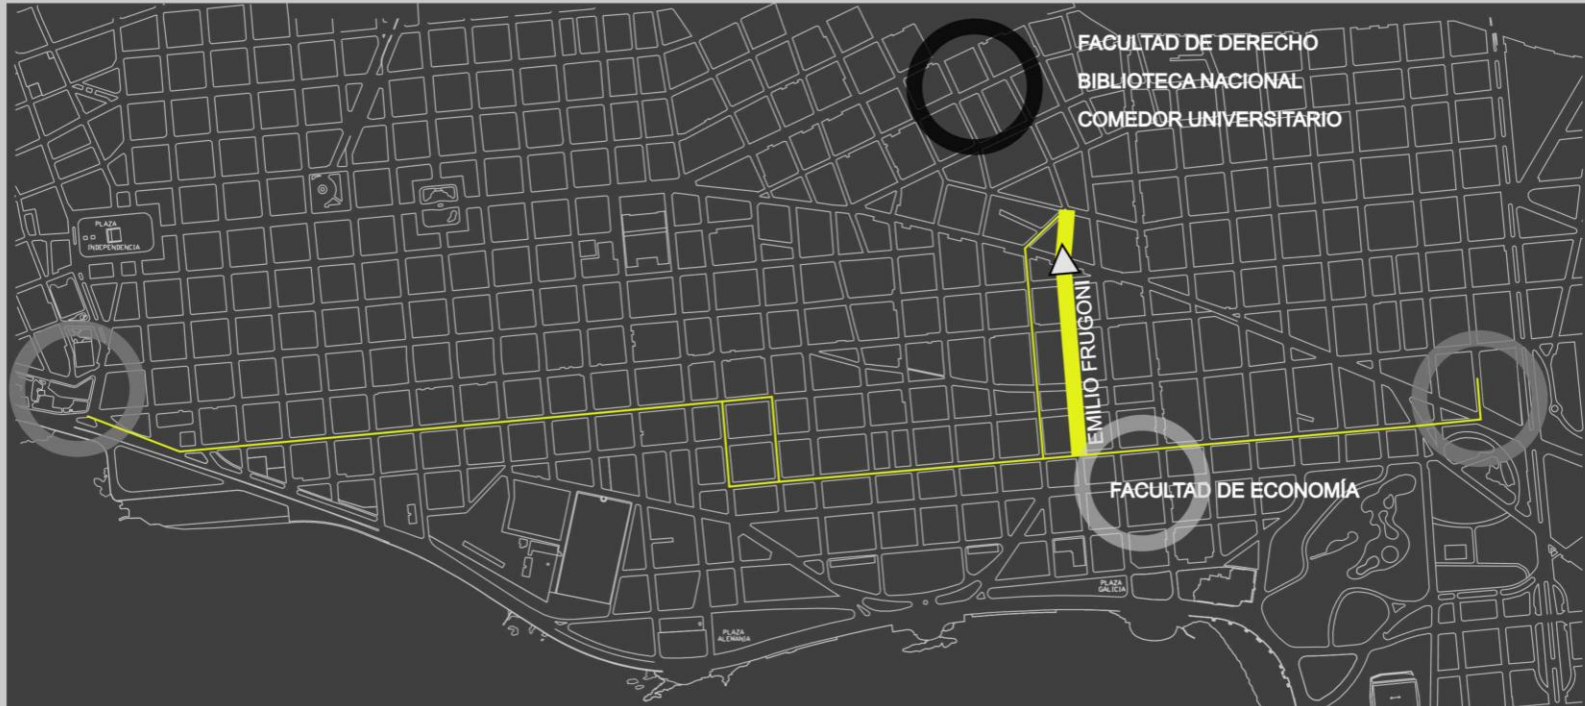 FACULTAD DE DERECHO
BIBLIOTECA NACIONAL
COMEDOR UNIVERSITARIO
PLAZA
INDEPENDENCIA
EMILIO FRUGONI
FACULTAD DE ECONOMÍA
PLAZA
GALICIA
PLAZA
ALEMANIA